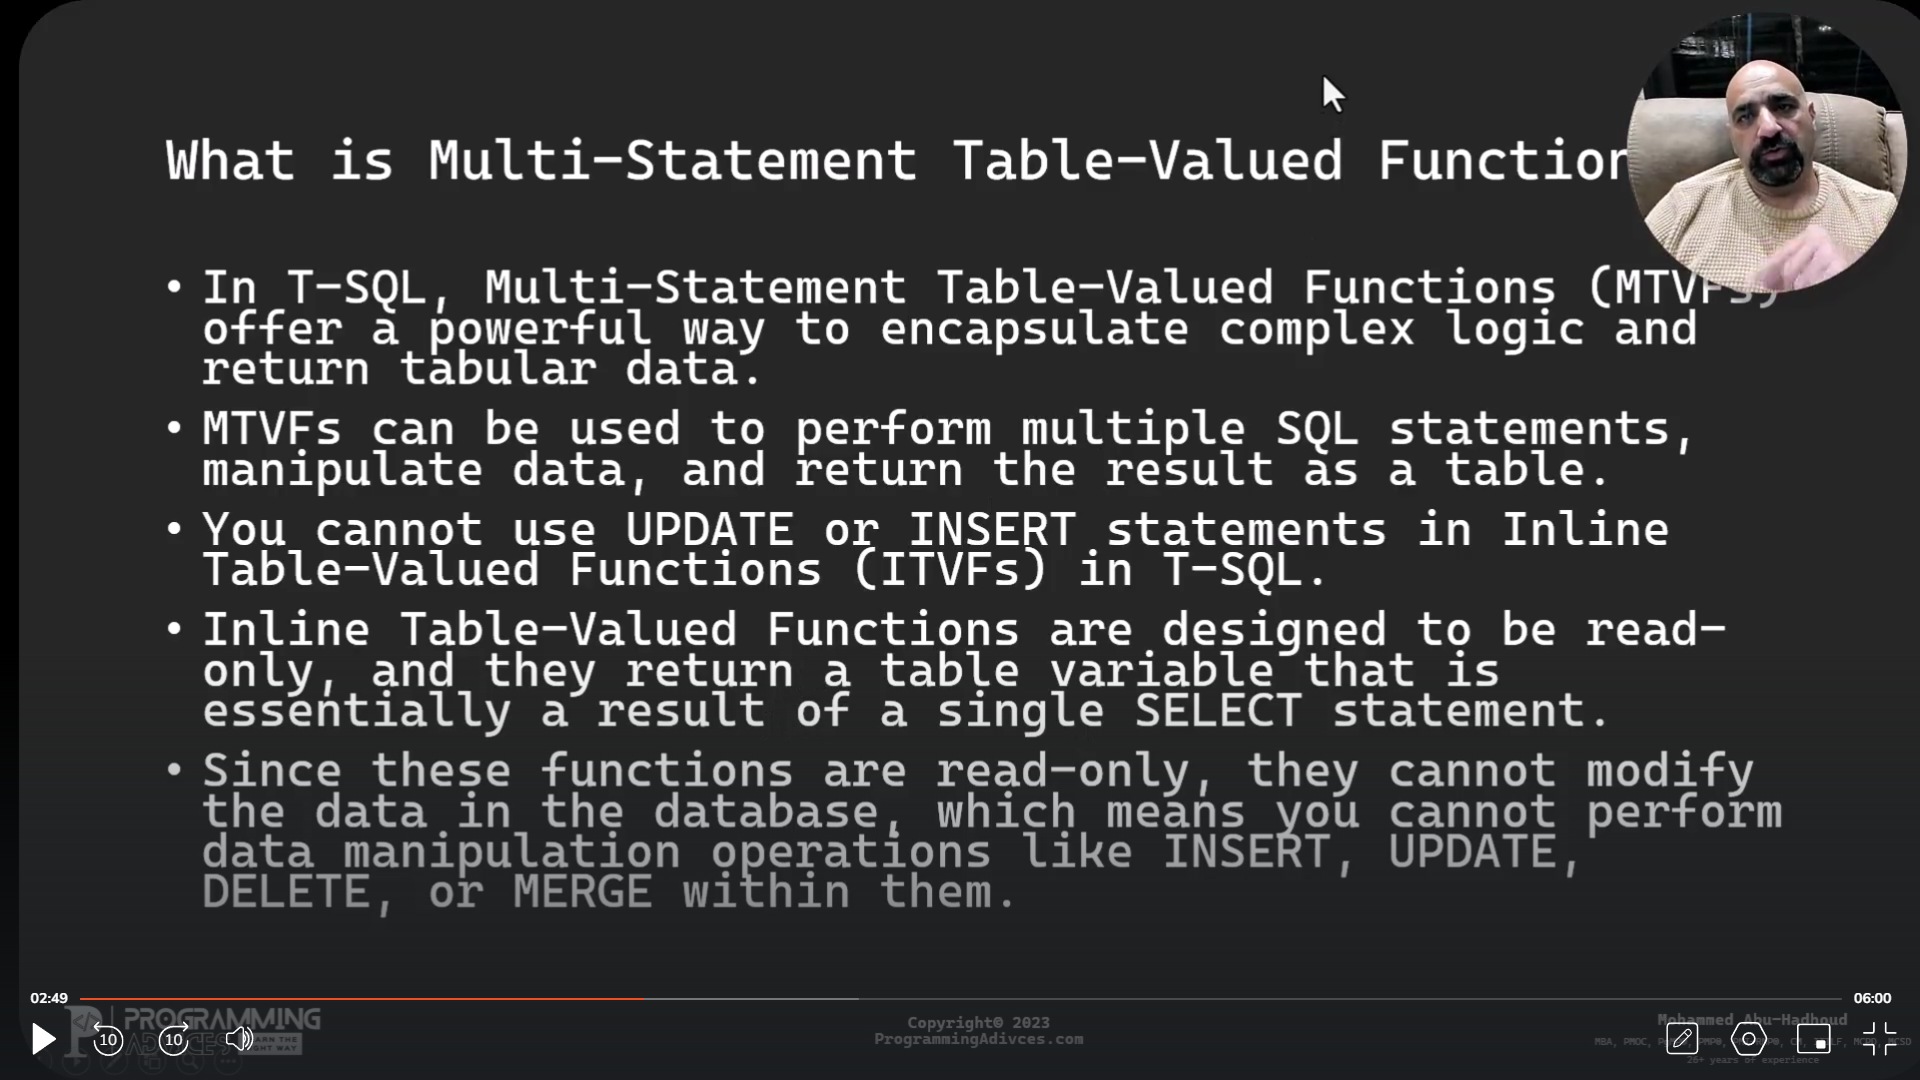 What is Multi-Statement Table-Valued Function
• In T-SQL, Multi-Statement Table-Valued Functions (MTVFs)
offer a powerful way to encapsulate complex logic and
return tabular data.
• MTVFs can be used to perform multiple SQL statements,
manipulate data, and return the result as a table.
• You cannot use UPDATE or INSERT statements in Inline
Table-Valued Functions (ITVFs) in T-SQL.
• Inline Table-Valued Functions are designed to be read-
only, and they return a table variable that is
essentially a result of a single SELECT statement.
• Since these functions are read-only, they cannot modify
the data in the database, which means you cannot perform
data manipulation operations like INSERT, UPDATE,
DELETE, or MERGE within them.
02:49
06:00
PROGRAMMING
10
10
Copyright© 2023
ProgrammingAdivces.com
Mohammed Abu-Hadhoud
26+ years of experience